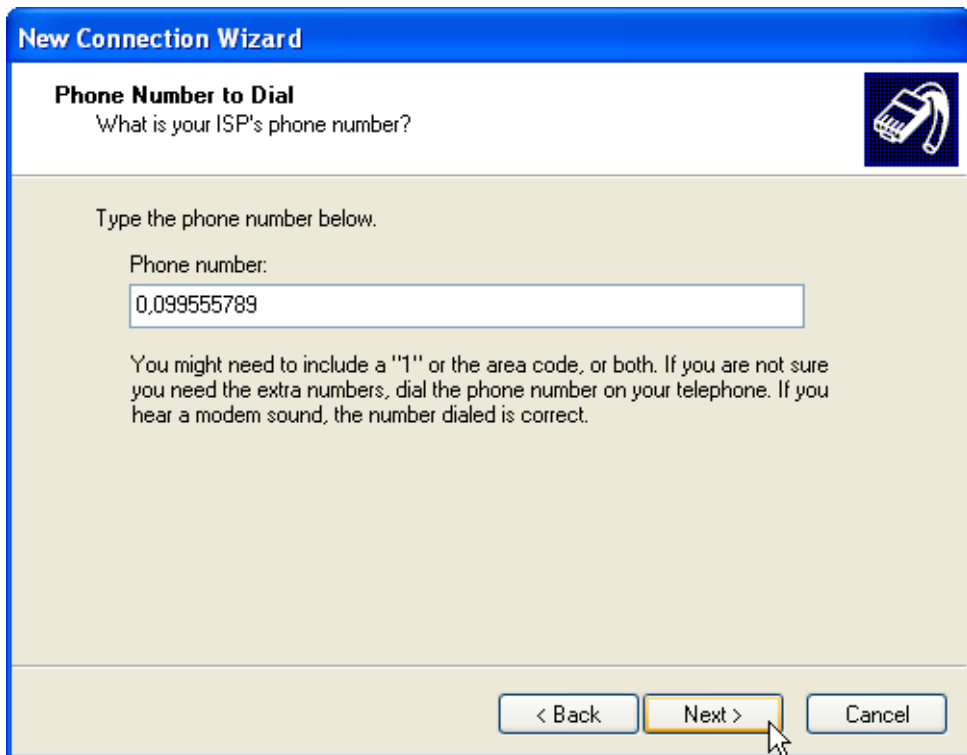 New Connection Wizard
Phone Number to Dial
What is your ISP's phone number?
Type the phone number below.
Phone number:
0,099555789
You might need to include a "1" or the area code, or both. If you are not sure
you need the extra numbers, dial the phone number on your telephone. If you
hear a modem sound, the number dialed is correct.
< Back Next > Cancel